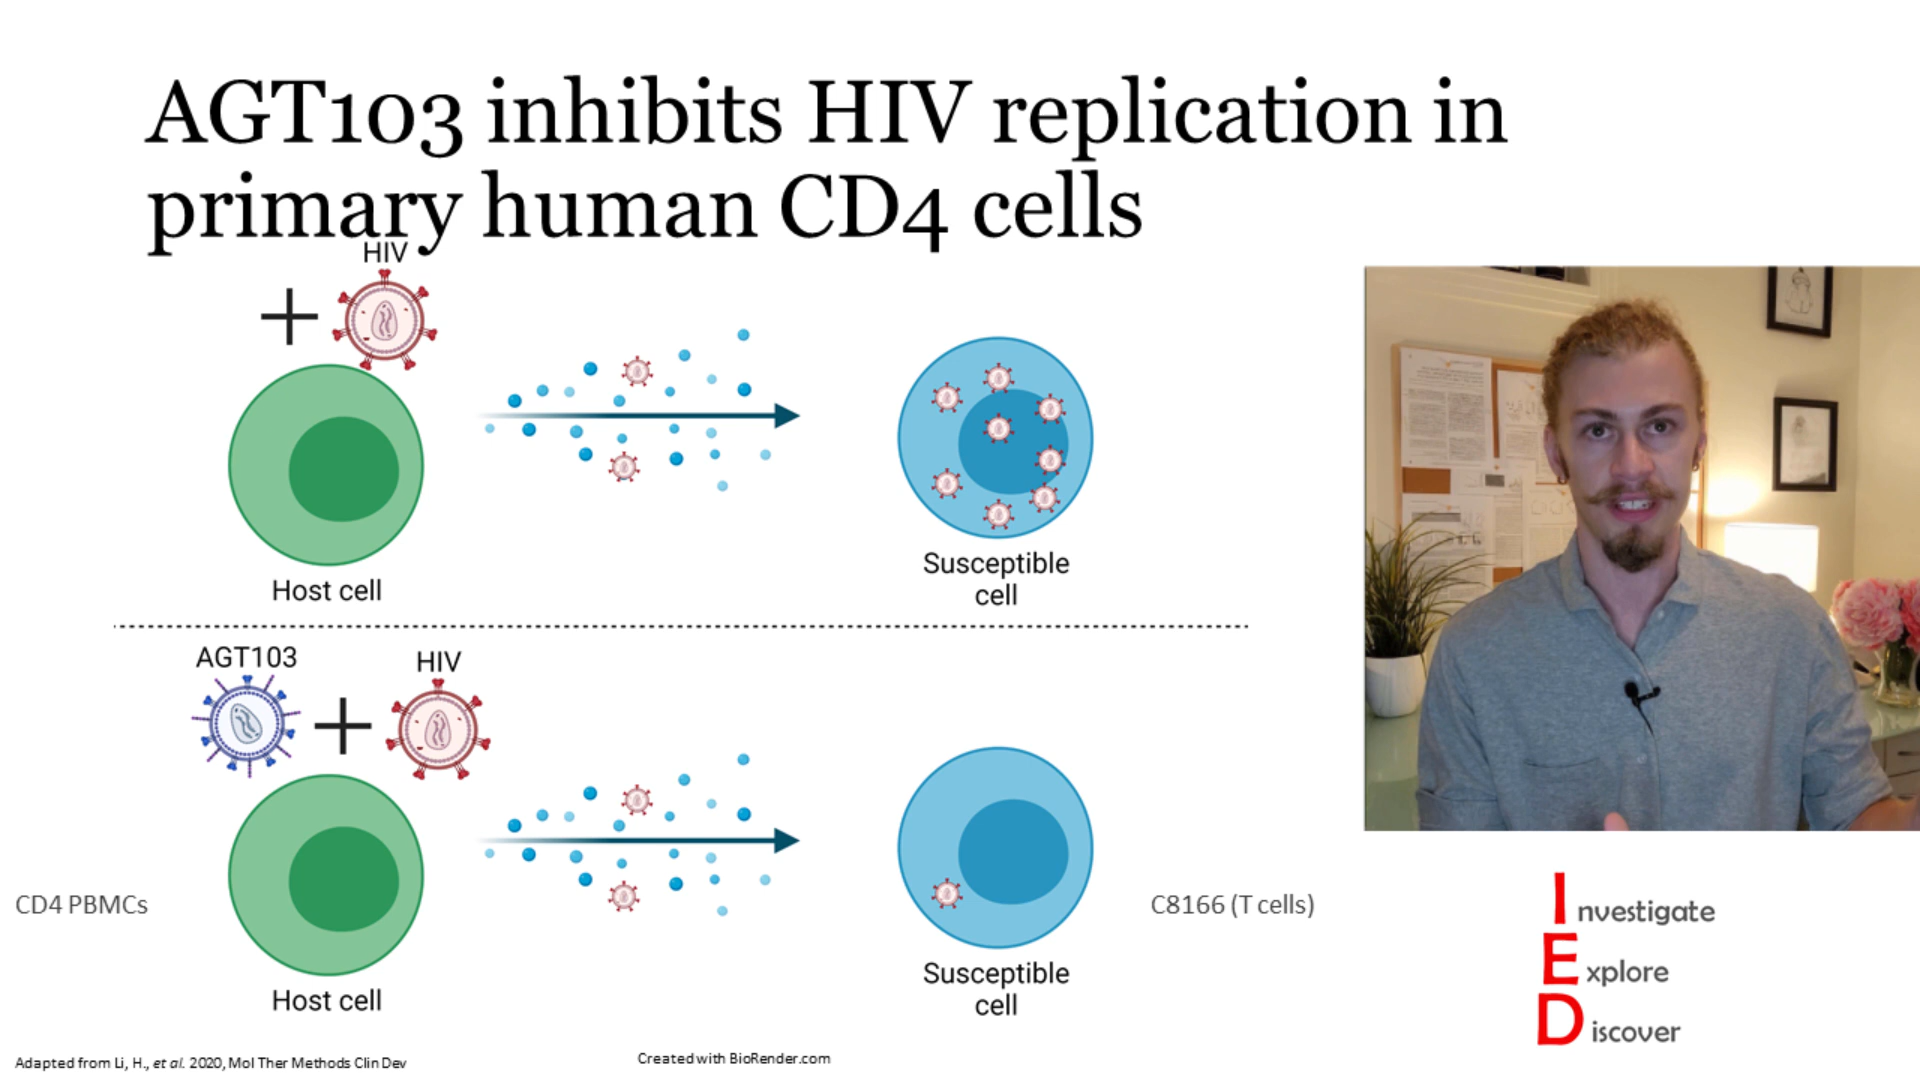 AGT103 inhibits HIV replication in
primary human CD4 cells
HIV
Host cell
Susceptible
cell
AGT103
HIV
CD4 PBMCs
C8166 (T cells)
Host cell
Susceptible
cell
Investigate
Explore
Discover
Adapted from Li, H., et al. 2020, Mol Ther Methods Clin Dev
Created with BioRender.com